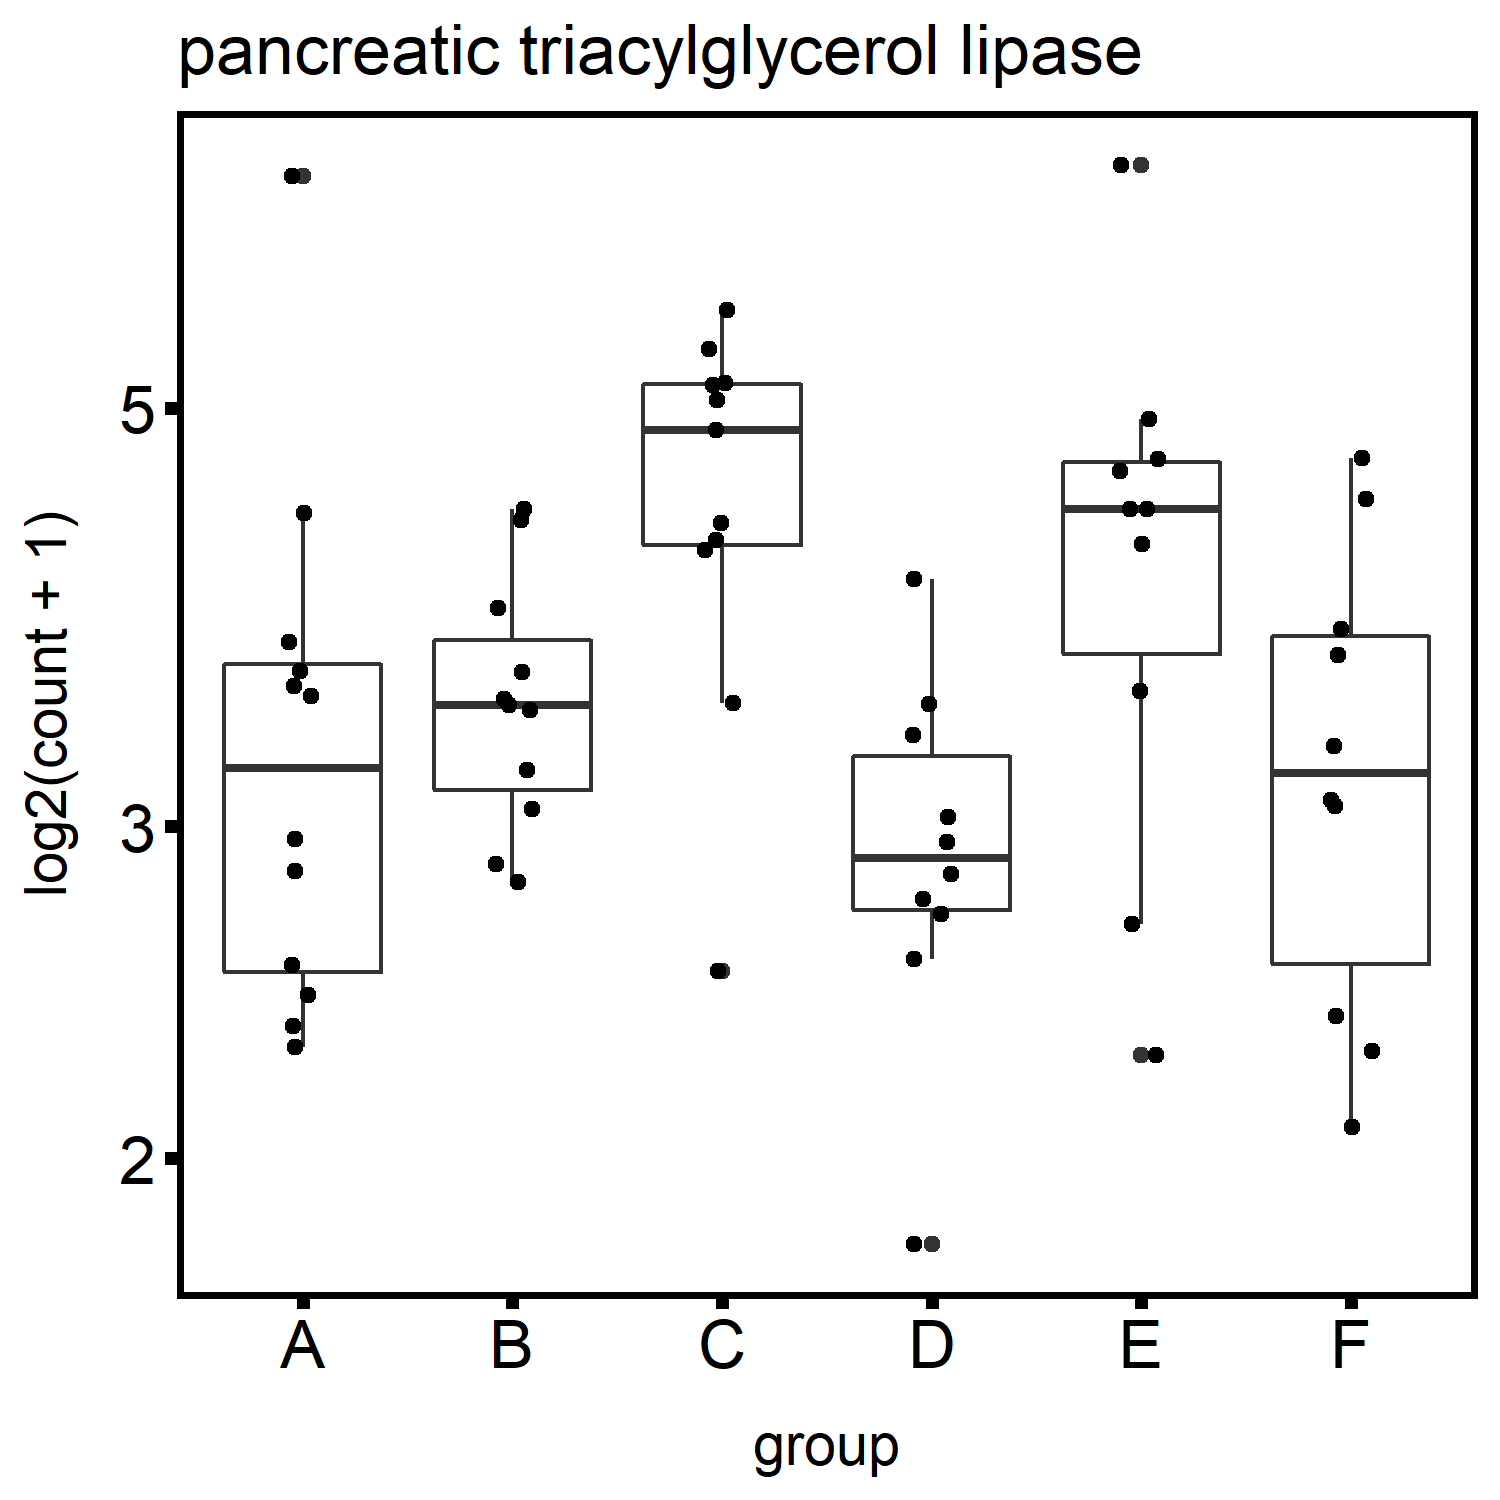 pancreatic triacylglycerol lipase
log2(count + 1)
5
3
2
A B C D E F
group